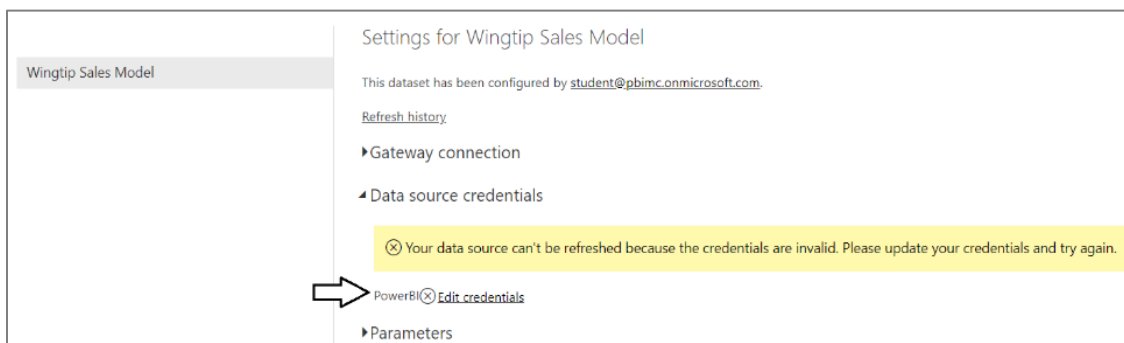 Settings for Wingtip Sales Model
Wingtip Sales Model
This dataset has been configured by student@pbimc.onmicrosoft.com.
Refresh history
Gateway connection
Data source credentials
Your data source can't be refreshed because the credentials are invalid. Please update your credentials and try again.
PowerBI Edit credentials
Parameters